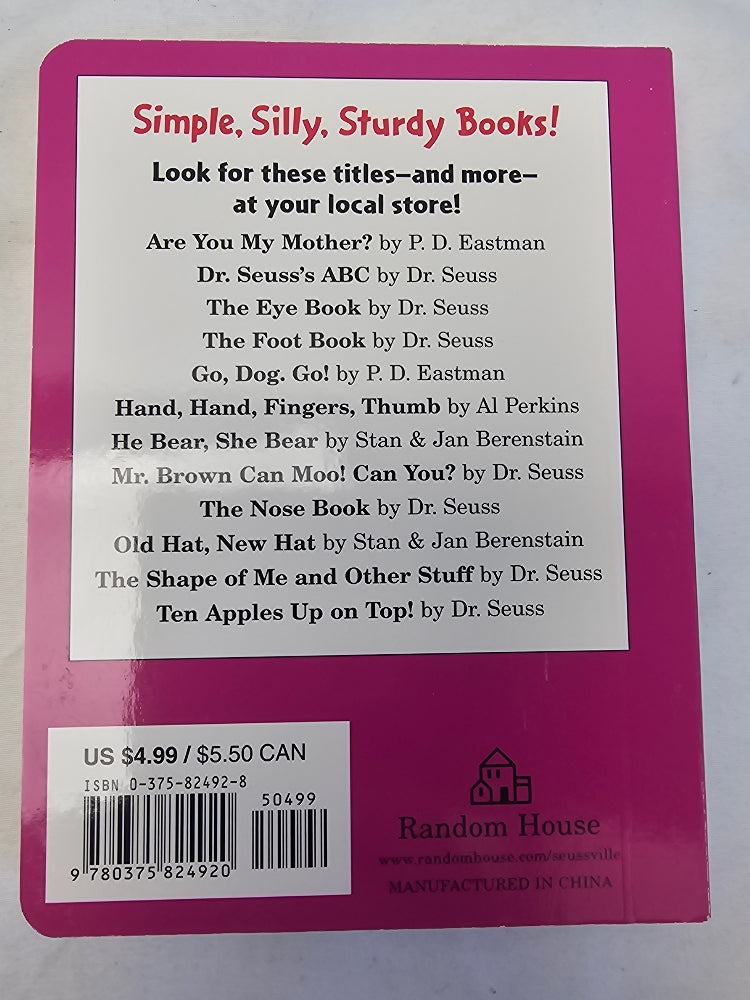 Simple, Silly, Sturdy Books!
Look for these titles—and more—
at your local store!
Are You My Mother? by P. D. Eastman
Dr. Seuss's ABC by Dr. Seuss
The Eye Book by Dr. Seuss
The Foot Book by Dr. Seuss
Go, Dog. Go! by P. D. Eastman
Hand, Hand, Fingers, Thumb by Al Perkins
He Bear, She Bear by Stan & Jan Berenstain
Mr. Brown Can Moo! Can You? by Dr. Seuss
The Nose Book by Dr. Seuss
Old Hat, New Hat by Stan & Jan Berenstain
The Shape of Me and Other Stuff by Dr. Seuss
Ten Apples Up on Top! by Dr. Seuss
US $4.99 / $5.50 CAN
ISBN 0-375-82492-8
50499
9 780375 824920
Random House
www.randomhouse.com/seussville
MANUFACTURED IN CHINA